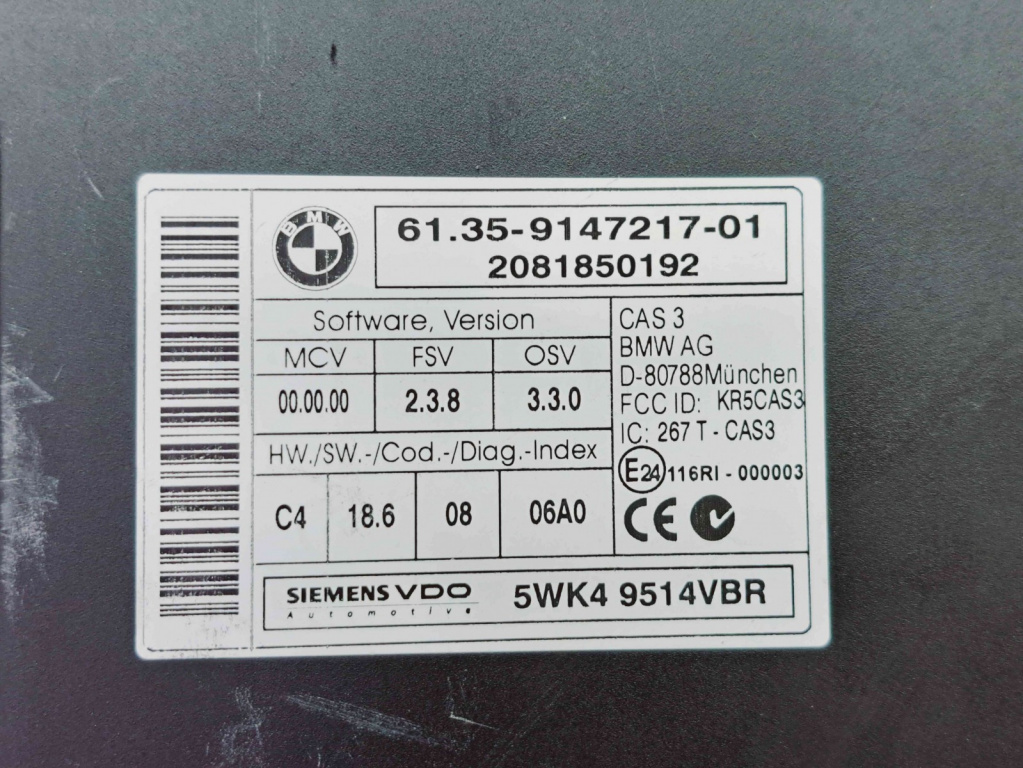 BMW
61.35-9147217-01
2081850192
Software, Version
MCV FSV OSV
00.00.00 2.3.8 3.3.0
HW./SW.-/Cod.-/Diag.-Index
C4 18.6 08 06A0
CAS 3
BMW AG
D-80788München
FCC ID: KR5CAS3
IC: 267 T - CAS3
E24 116RI - 000003
CE
SIEMENS VDO
Automotive
5WK4 9514VBR